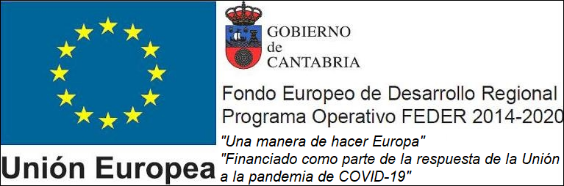 GOBIERNO
de
CANTABRIA
Fondo Europeo de Desarrollo Regional
Programa Operativo FEDER 2014-2020
"Una manera de hacer Europa"
"Financiado como parte de la respuesta de la Unión
a la pandemia de COVID-19"
Unión Europea